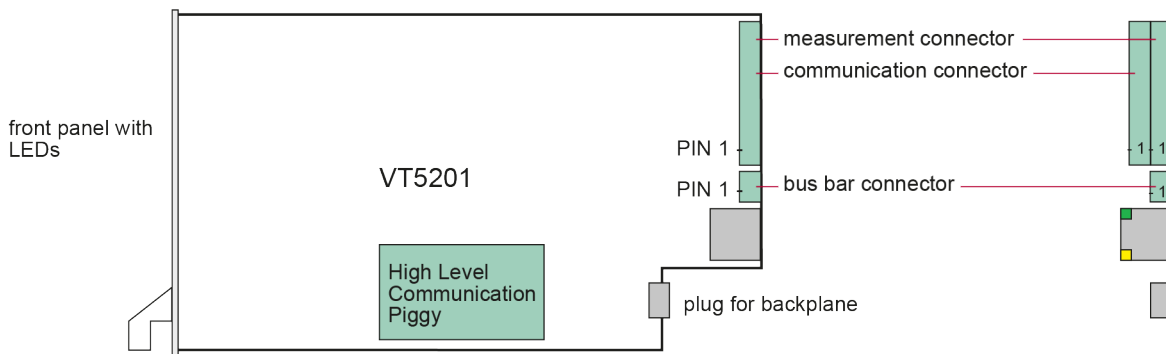 measurement connector
communication connector
front panel with
LEDs
PIN 1
1
1
VT5201
PIN 1
bus bar connector
1
High Level
Communication
Piggy
plug for backplane